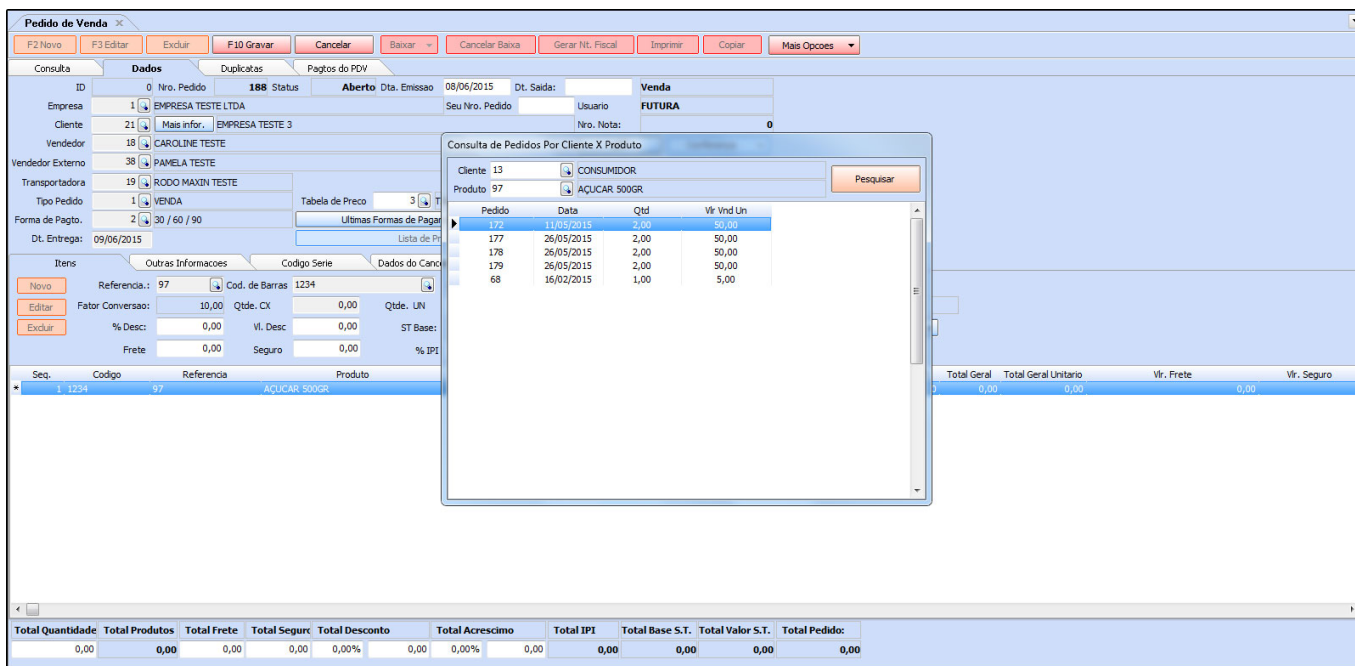 Pedido de Venda
F2 Novo F3 Editar Excluir F10 Gravar Cancelar Baixar Cancelar Baixa Gerar Nt. Fiscal Imprimir Copiar Mais Opcoes
Consulta Dados Duplicatas Pagtos do PDV
ID 0 Nro. Pedido 188 Status Aberto Dta. Emissao 08/06/2015 Dt. Saida: Venda
Empresa 1 EMPRESA TESTE LTDA Seu Nro. Pedido Usuario FUTURA
Cliente 21 Mais infor. EMPRESA TESTE 3 Nro. Nota: 0
Vendedor 18 CAROLINE TESTE
Vendedor Externo 38 PAMELA TESTE
Transportadora 19 RODO MAXIN TESTE
Tipo Pedido 1 VENDA Tabela de Preco 3
Forma de Pagto. 2 30 / 60 / 90 Ultimas Formas de Pagar
Dt. Entrega: 09/06/2015 Lista de Pr
Consulta de Pedidos Por Cliente X Produto
Cliente 13 CONSUMIDOR Pesquisar
Produto 97 AÇUCAR 500GR
Pedido Data Qtd Vlr Vnd Un
172 11/05/2015 2,00 50,00
177 26/05/2015 2,00 50,00
178 26/05/2015 2,00 50,00
179 26/05/2015 2,00 50,00
68 16/02/2015 1,00 5,00
Itens Outras Informacoes Codigo Serie Dados do Canc
Novo Referencia.: 97 Cod. de Barras 1234
Editar Fator Conversao: 10,00 Qtde. CX 0,00 Qtde. UN
Excluir % Desc: 0,00 Vl. Desc 0,00 ST Base:
Frete 0,00 Seguro 0,00 % IPI
Seq. Codigo Referencia Produto Total Geral Total Geral Unitario Vlr. Frete Vlr. Seguro
* 1 1234 97 AÇUCAR 500GR 0,00 0,00 0,00
Total Quantidade Total Produtos Total Frete Total Segurc Total Desconto Total Acrescimo Total IPI Total Base S.T. Total Valor S.T. Total Pedido:
0,00 0,00 0,00 0,00 0,00% 0,00 0,00% 0,00 0,00 0,00 0,00 0,00